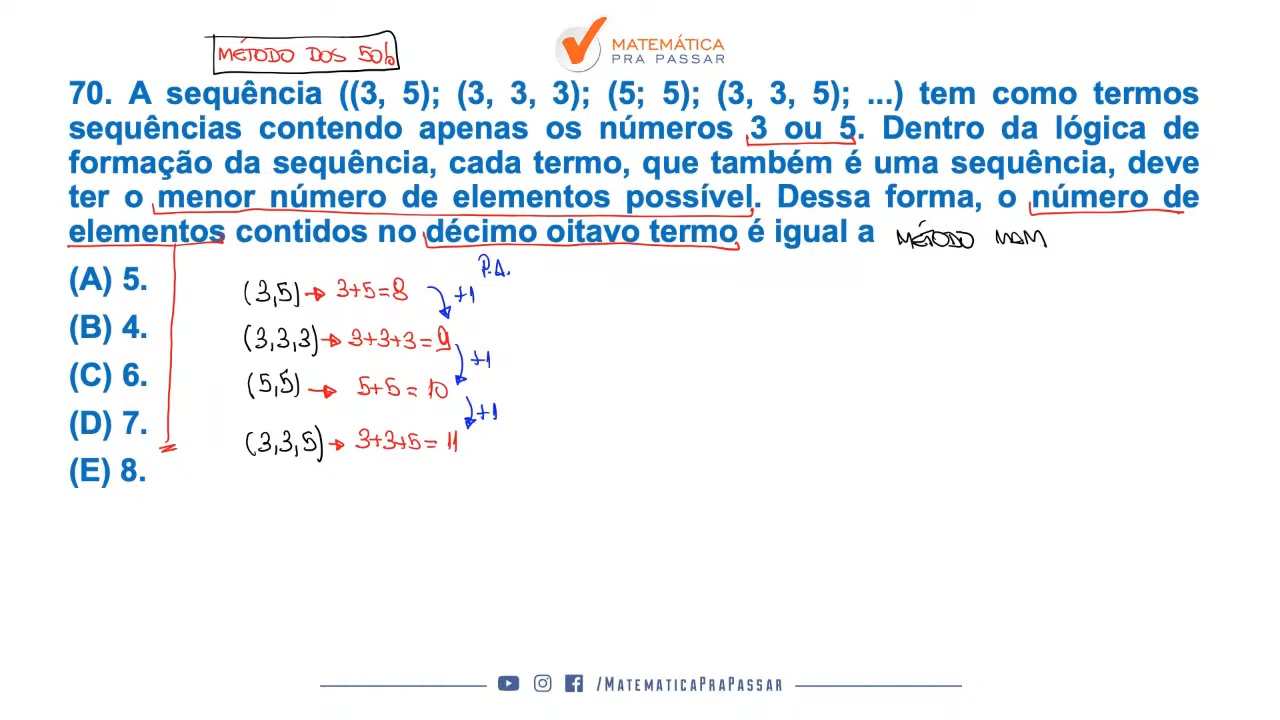 MÉTODO DOS 50%
MATEMÁTICA
PRA PASSAR
70. A sequência ((3, 5); (3, 3, 3); (5; 5); (3, 3, 5); ...) tem como termos
sequências contendo apenas os números 3 ou 5. Dentro da lógica de
formação da sequência, cada termo, que também é uma sequência, deve
ter o menor número de elementos possível. Dessa forma, o número de
elementos contidos no décimo oitavo termo é igual a MÉTODO MDM
(A) 5.
(B) 4.
(C) 6.
(D) 7.
(E) 8.
P.A.
(3,5) → 3+5=8 +1
(3,3,3) → 3+3+3=9 +1
(5,5) → 5+5=10 +1
(3,3,5) → 3+3+5=11
/MATEMATICAPRAPASSAR